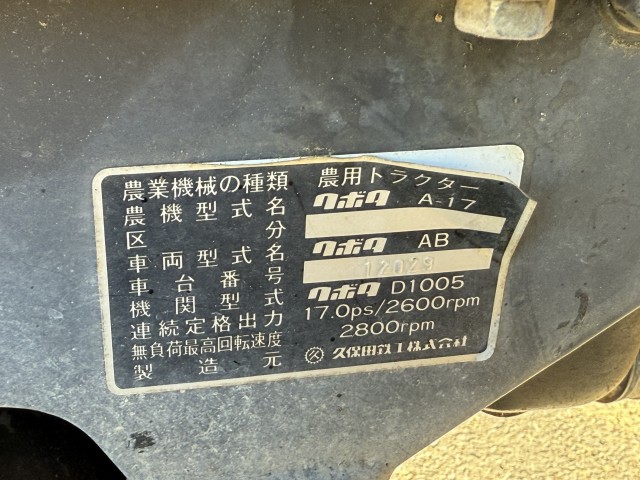 農業機械の種類 農用トラクター
農機型式名 クボタ A-17
区分
車両型式名 クボタ AB
車台番号 12029
機関型式 クボタ D1005
連続定格出力 17.0ps/2600rpm
無負荷最高回転速度 2800rpm
製造元 久保田鉄工株式会社